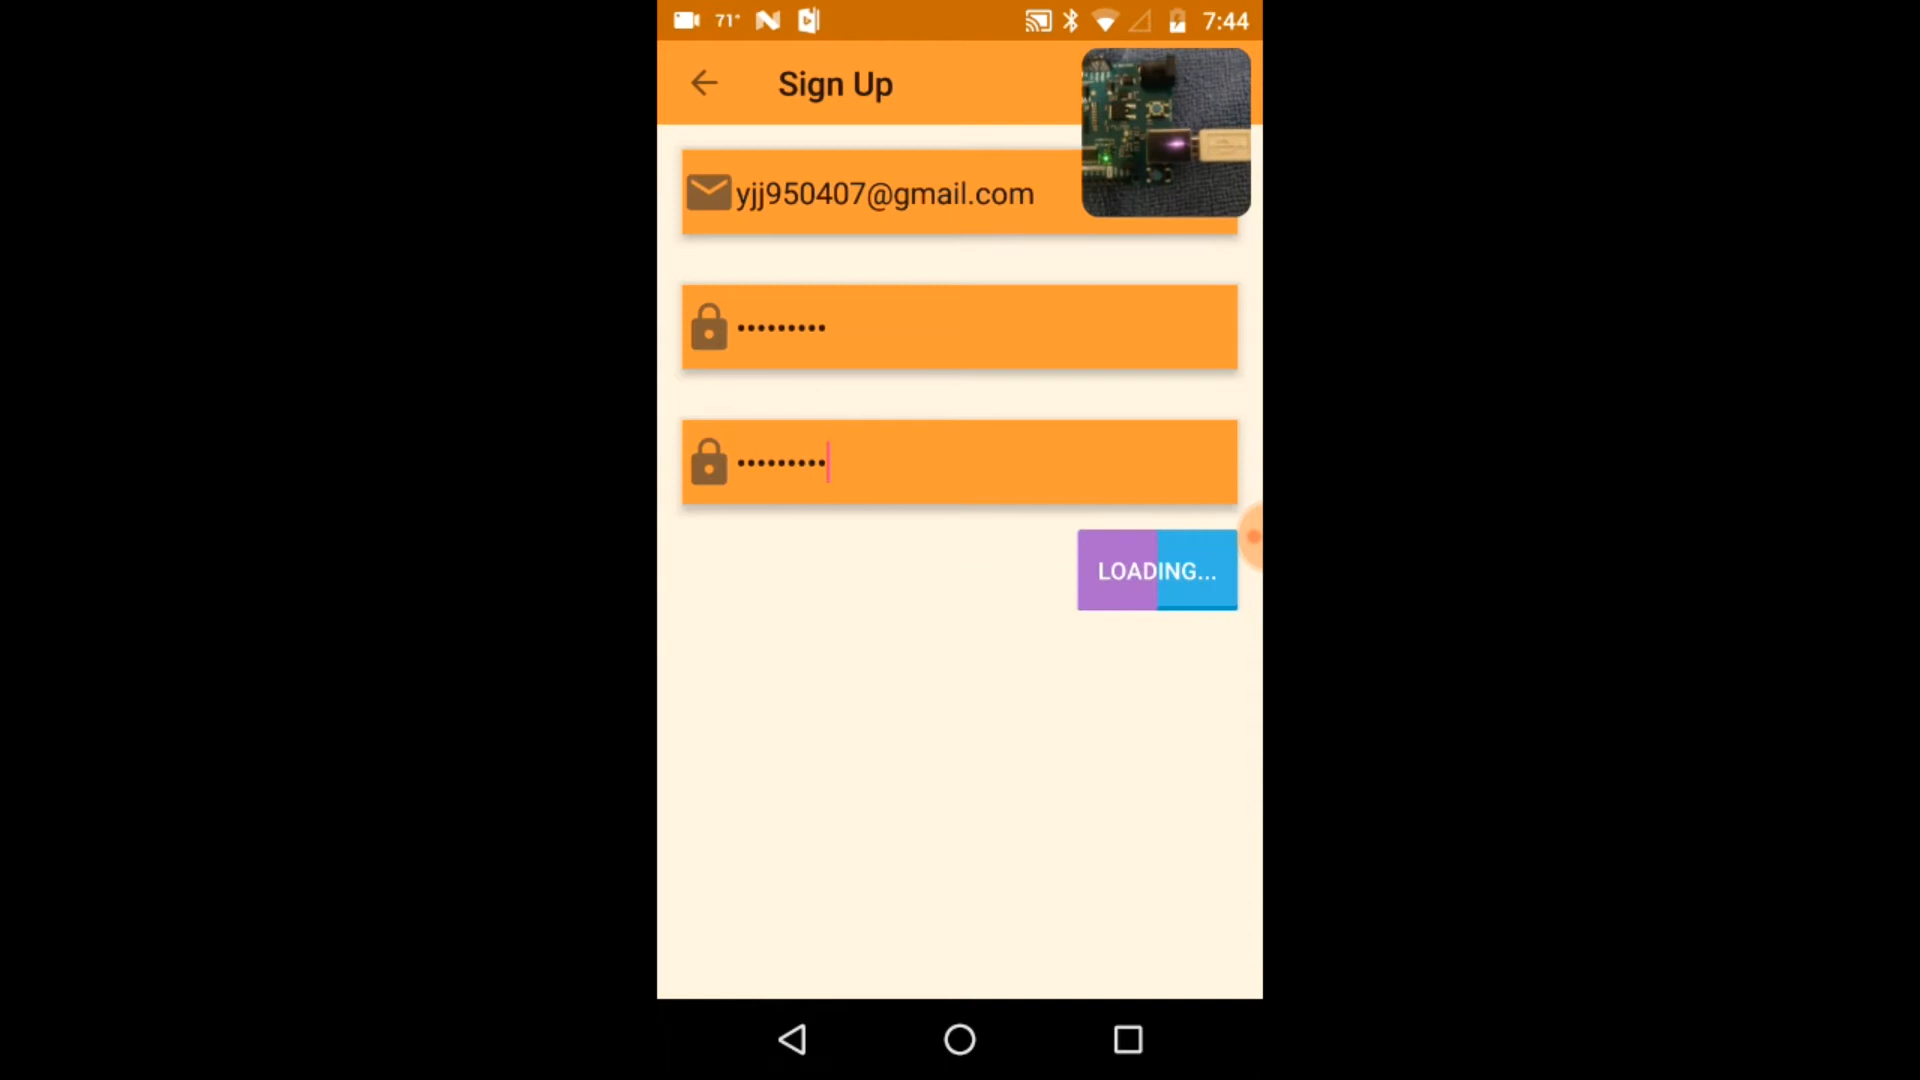 71° 7:44
Sign Up
yjj950407@gmail.com
•••••••••
•••••••••
LOADING...